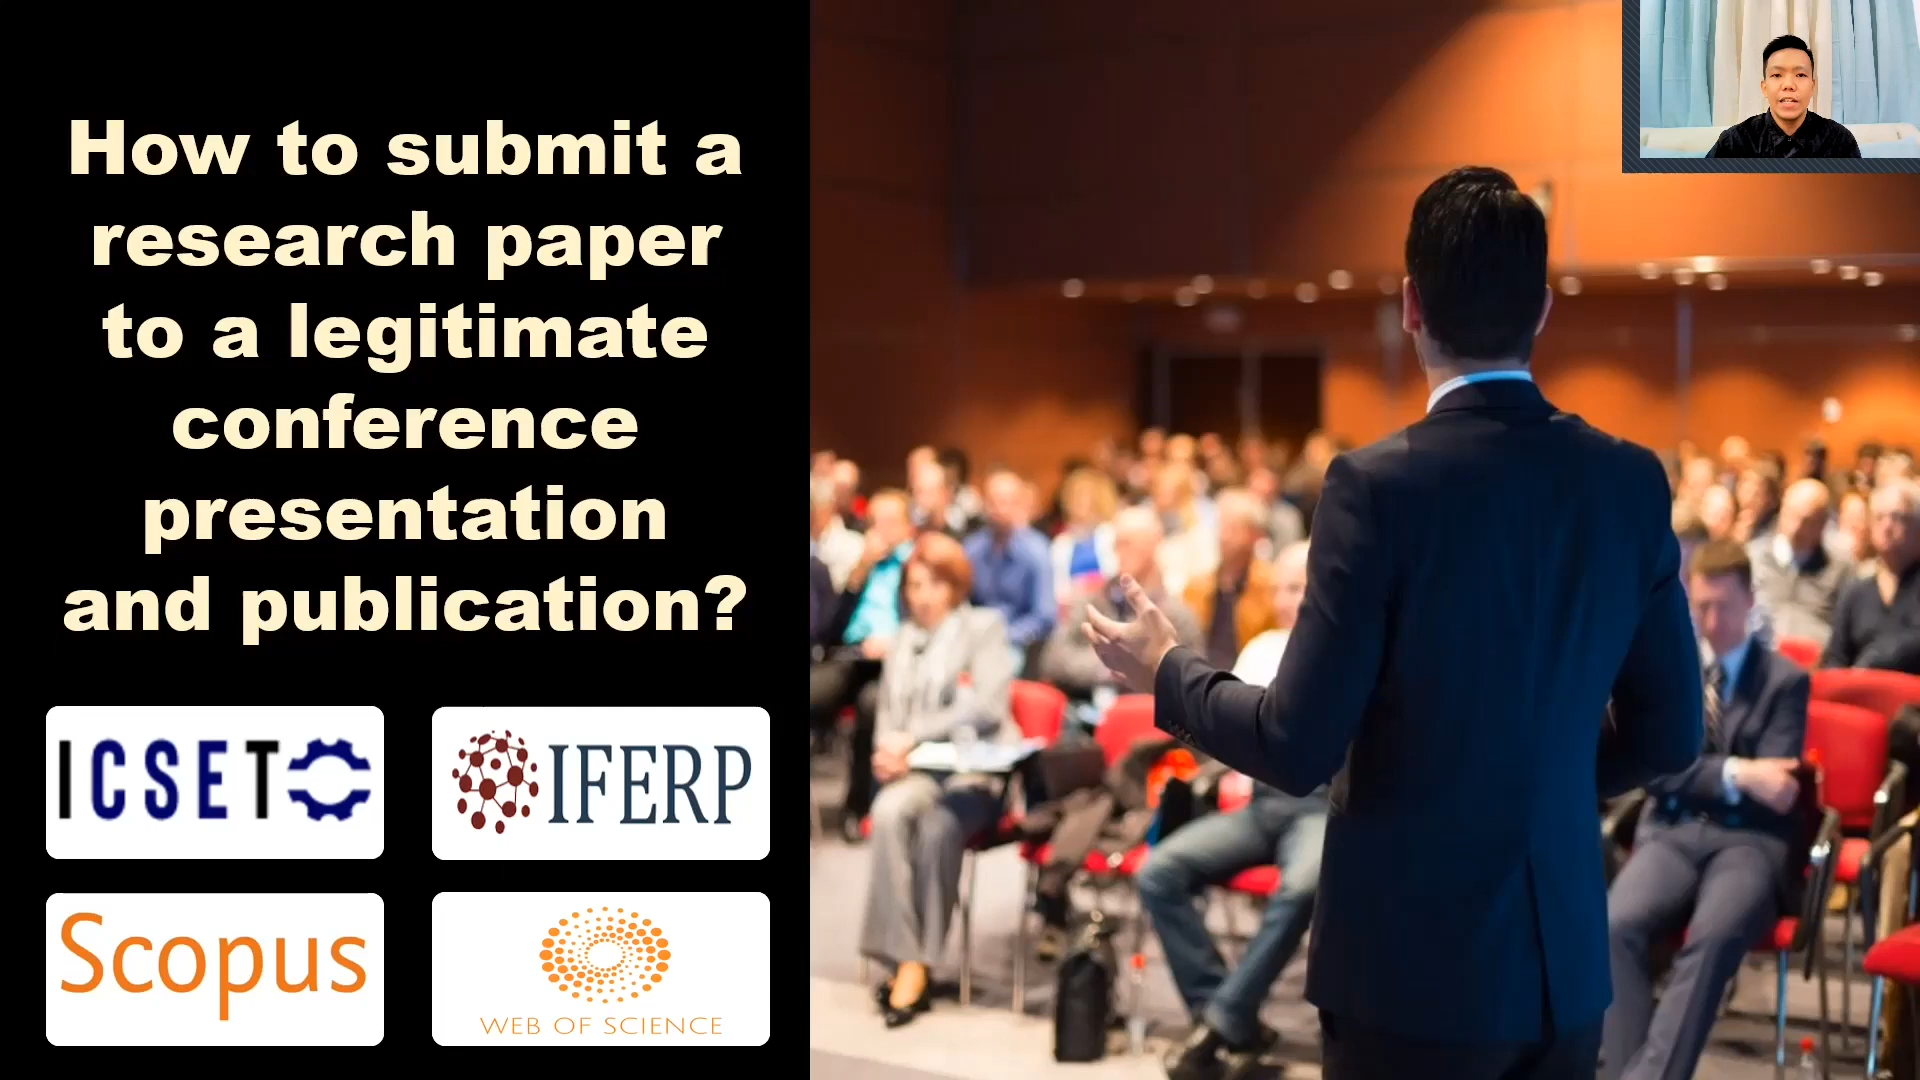 How to submit a
research paper
to a legitimate
conference
presentation
and publication?
ICSET
IFERP
Scopus
WEB OF SCIENCE